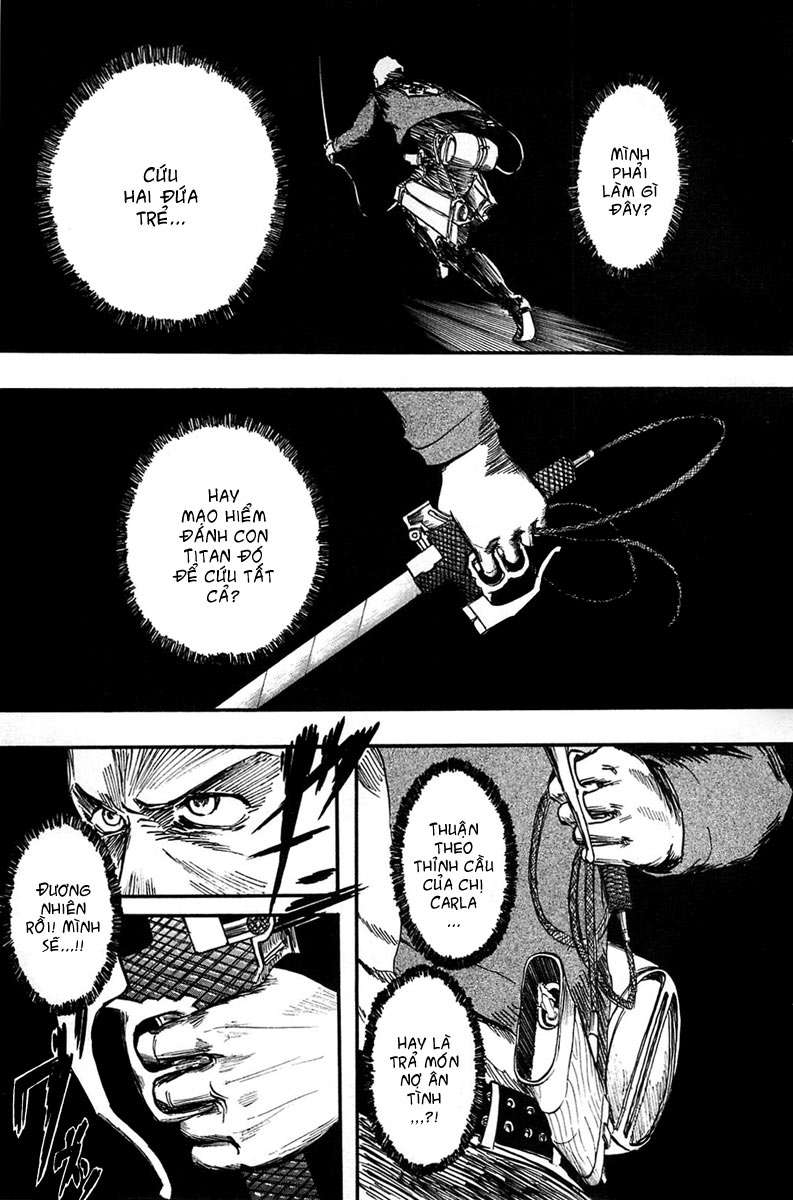 MÌNH
PHẢI
LÀM GÌ
ĐÂY?
CỨU
HAI ĐỨA
TRẺ...
HAY
MẠO HIỂM
ĐÁNH CON
TITAN ĐÓ
ĐỂ CỨU TẤT
CẢ?
THUẬN
THEO
THỈNH CẦU
CỦA CHỊ
CARLA
...
HAY LÀ
TRẢ MÓN
NỢ ÂN
TÌNH
...?!
ĐƯƠNG
NHIÊN
RỒI!! MÌNH
SẼ...!!